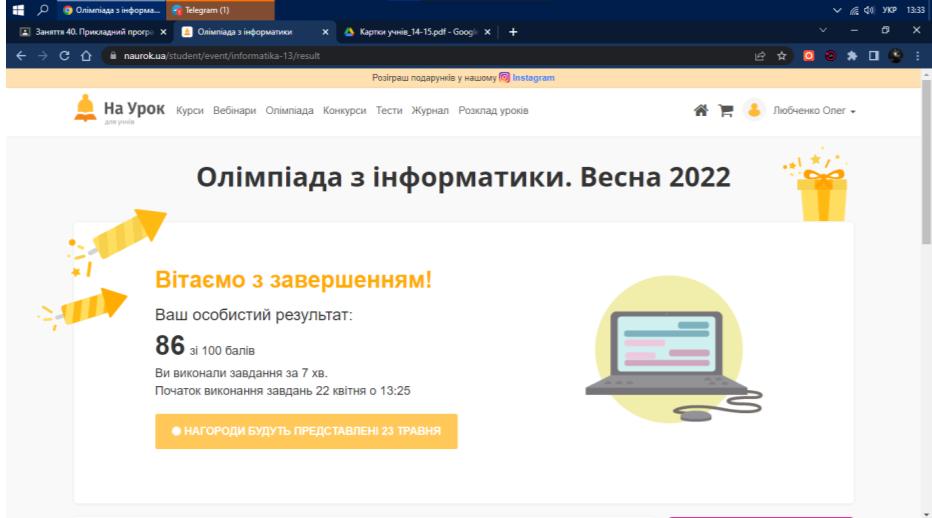 Олімпіада з інформа...
Telegram (1)
УКР 13:33
Заняття 40. Прикладний програ
Олімпіада з інформатики
Картки учнів_14-15.pdf - Google
naurok.ua/student/event/informatika-13/result
Розіграш подарунків у нашому Instagram
На Урок
для учнів
Курси Вебінари Олімпіада Конкурси Тести Журнал Розклад уроків
Любченко Олег
Олімпіада з інформатики. Весна 2022
Вітаємо з завершенням!
Ваш особистий результат:
86 зі 100 балів
Ви виконали завдання за 7 хв.
Початок виконання завдань 22 квітня о 13:25
НАГОРОДИ БУДУТЬ ПРЕДСТАВЛЕНІ 23 ТРАВНЯ